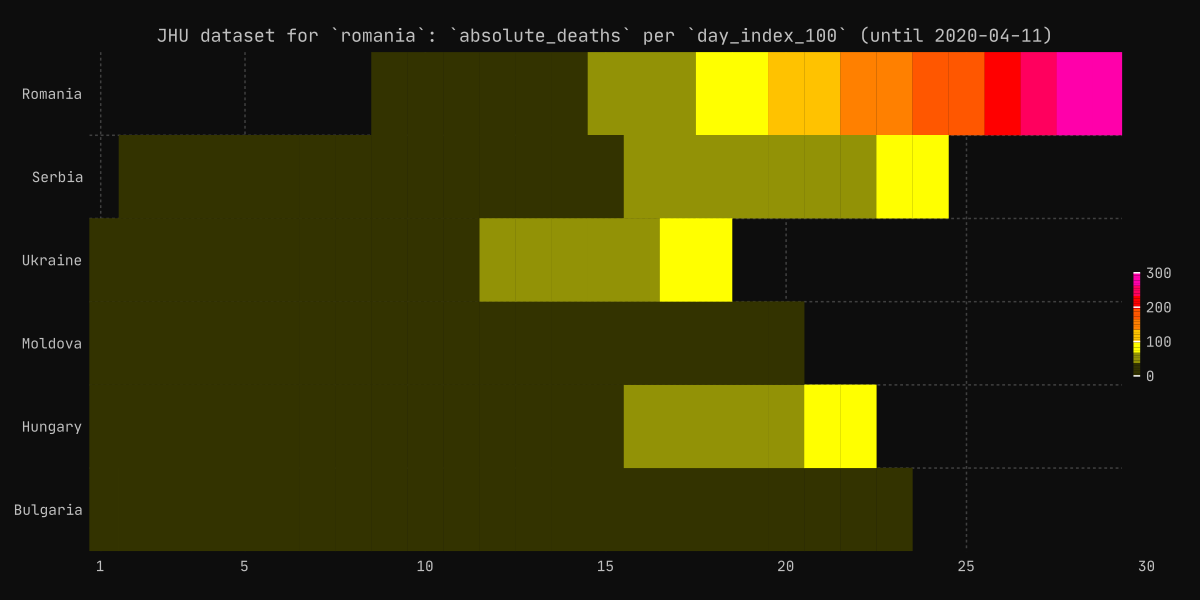 JHU dataset for `romania`: `absolute_deaths` per `day_index_100` (until 2020-04-11)
Romania
Serbia
Ukraine
Moldova
Hungary
Bulgaria
300
200
100
0
1 5 10 15 20 25 30